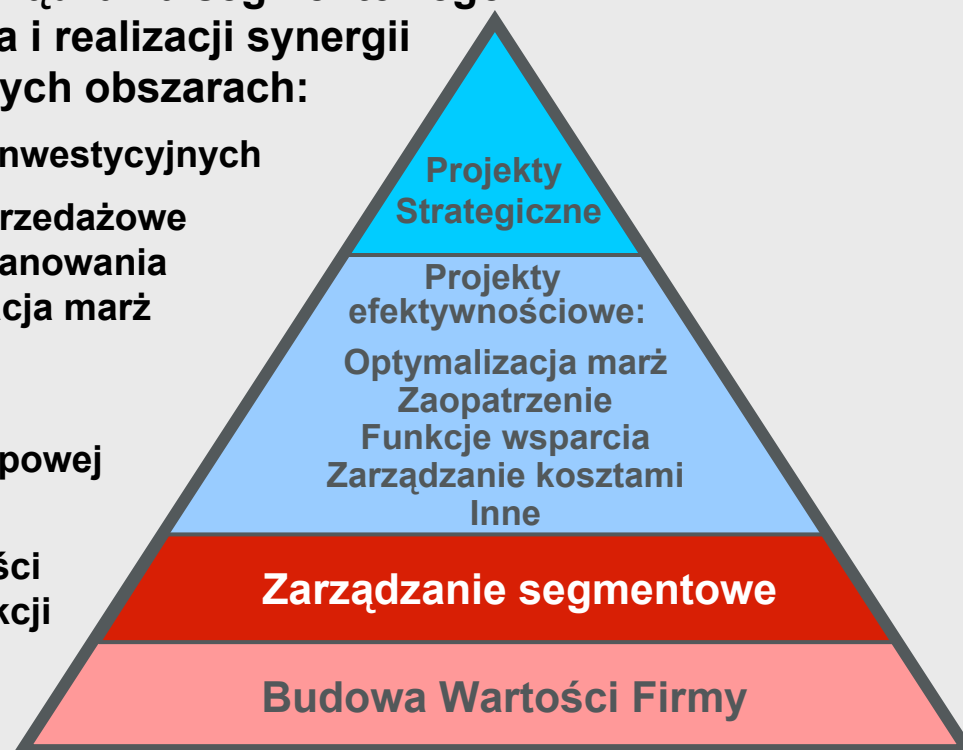 a i realizacji synergii
ych obszarach:
nwestycyjnych
rzedażowe
anowania
cja marż
powej
ści
kcji
Projekty
Strategiczne
Projekty
efektywnościowe:
Optymalizacja marż
Zaopatrzenie
Funkcje wsparcia
Zarządzanie kosztami
Inne
Zarządzanie segmentowe
Budowa Wartości Firmy